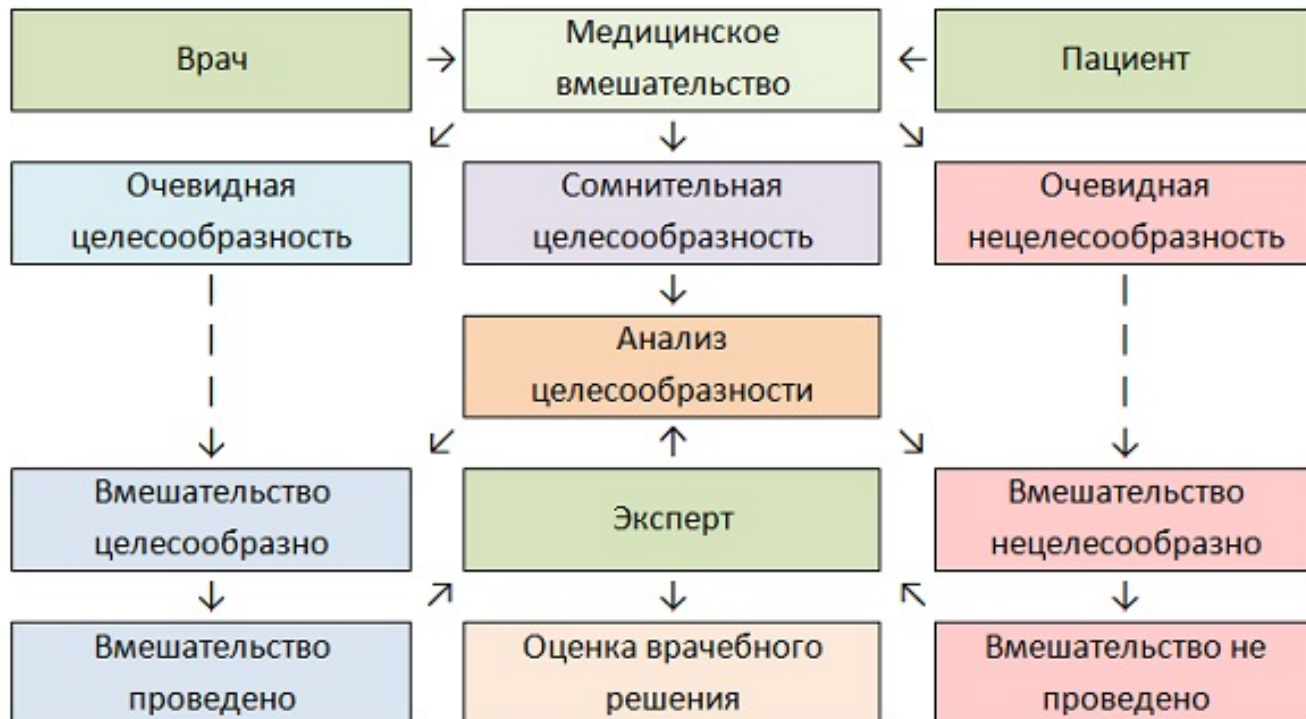 Врач
Медицинское
вмешательство
Пациент
Очевидная
целесообразность
Сомнительная
целесообразность
Очевидная
нецелесообразность
Анализ
целесообразности
Вмешательство
целесообразно
Эксперт
Вмешательство
нецелесообразно
Вмешательство
проведено
Оценка врачебного
решения
Вмешательство не
проведено